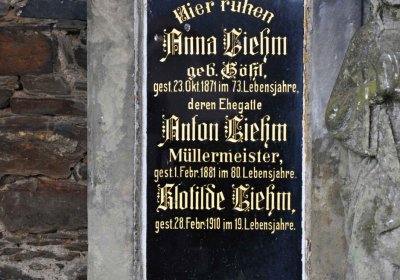 Hier ruhen
Anna Liehm
geb. Gößl,
gest. 23. Okt. 1871 im 73. Lebensjahre,
deren Ehegatte
Anton Liehm
Müllermeister,
gest. 1. Febr. 1881 im 80. Lebensjahre.
Klotilde Liehm,
gest. 28. Febr. 1910 im 19. Lebensjahre.